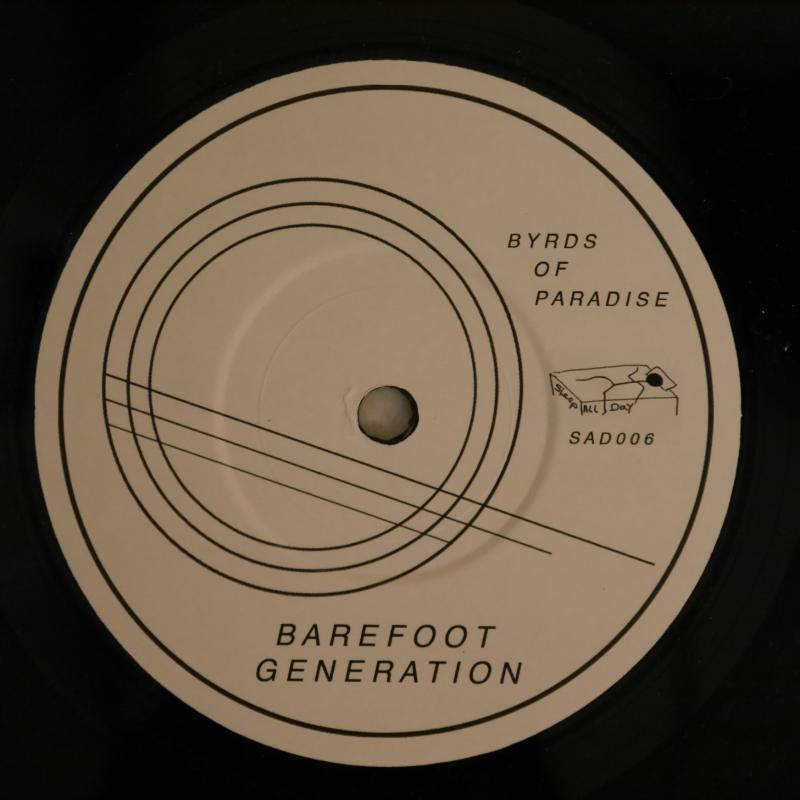 BYRDS
OF
PARADISE
Sleep ALL Day
SAD006
BAREFOOT
GENERATION